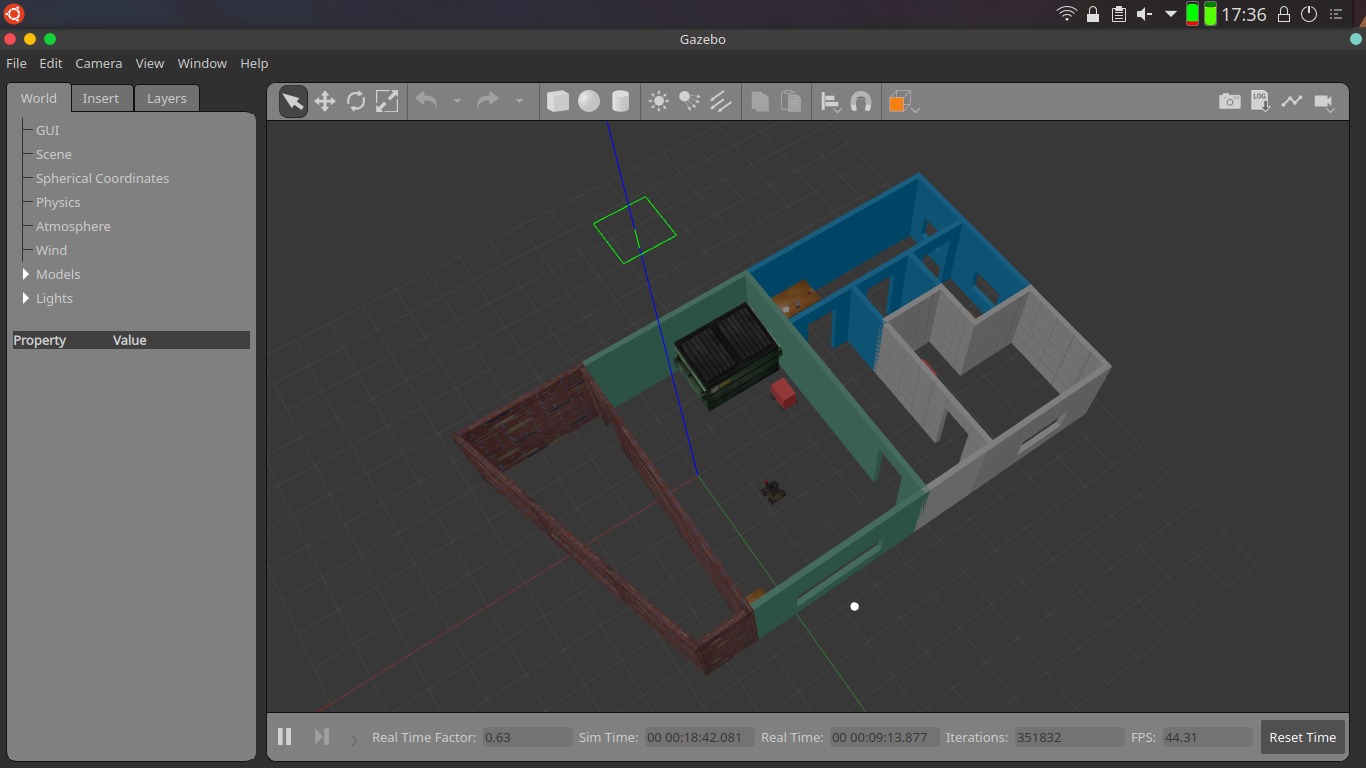 17:36
Gazebo
File Edit Camera View Window Help
World Insert Layers
LOG
GUI
Scene
Spherical Coordinates
Physics
Atmosphere
Wind
Models
Lights
Property Value
Real Time Factor: 0.63 Sim Time: 00 00:18:42.081 Real Time: 00 00:09:13.877 Iterations: 351832 FPS: 44.31 Reset Time